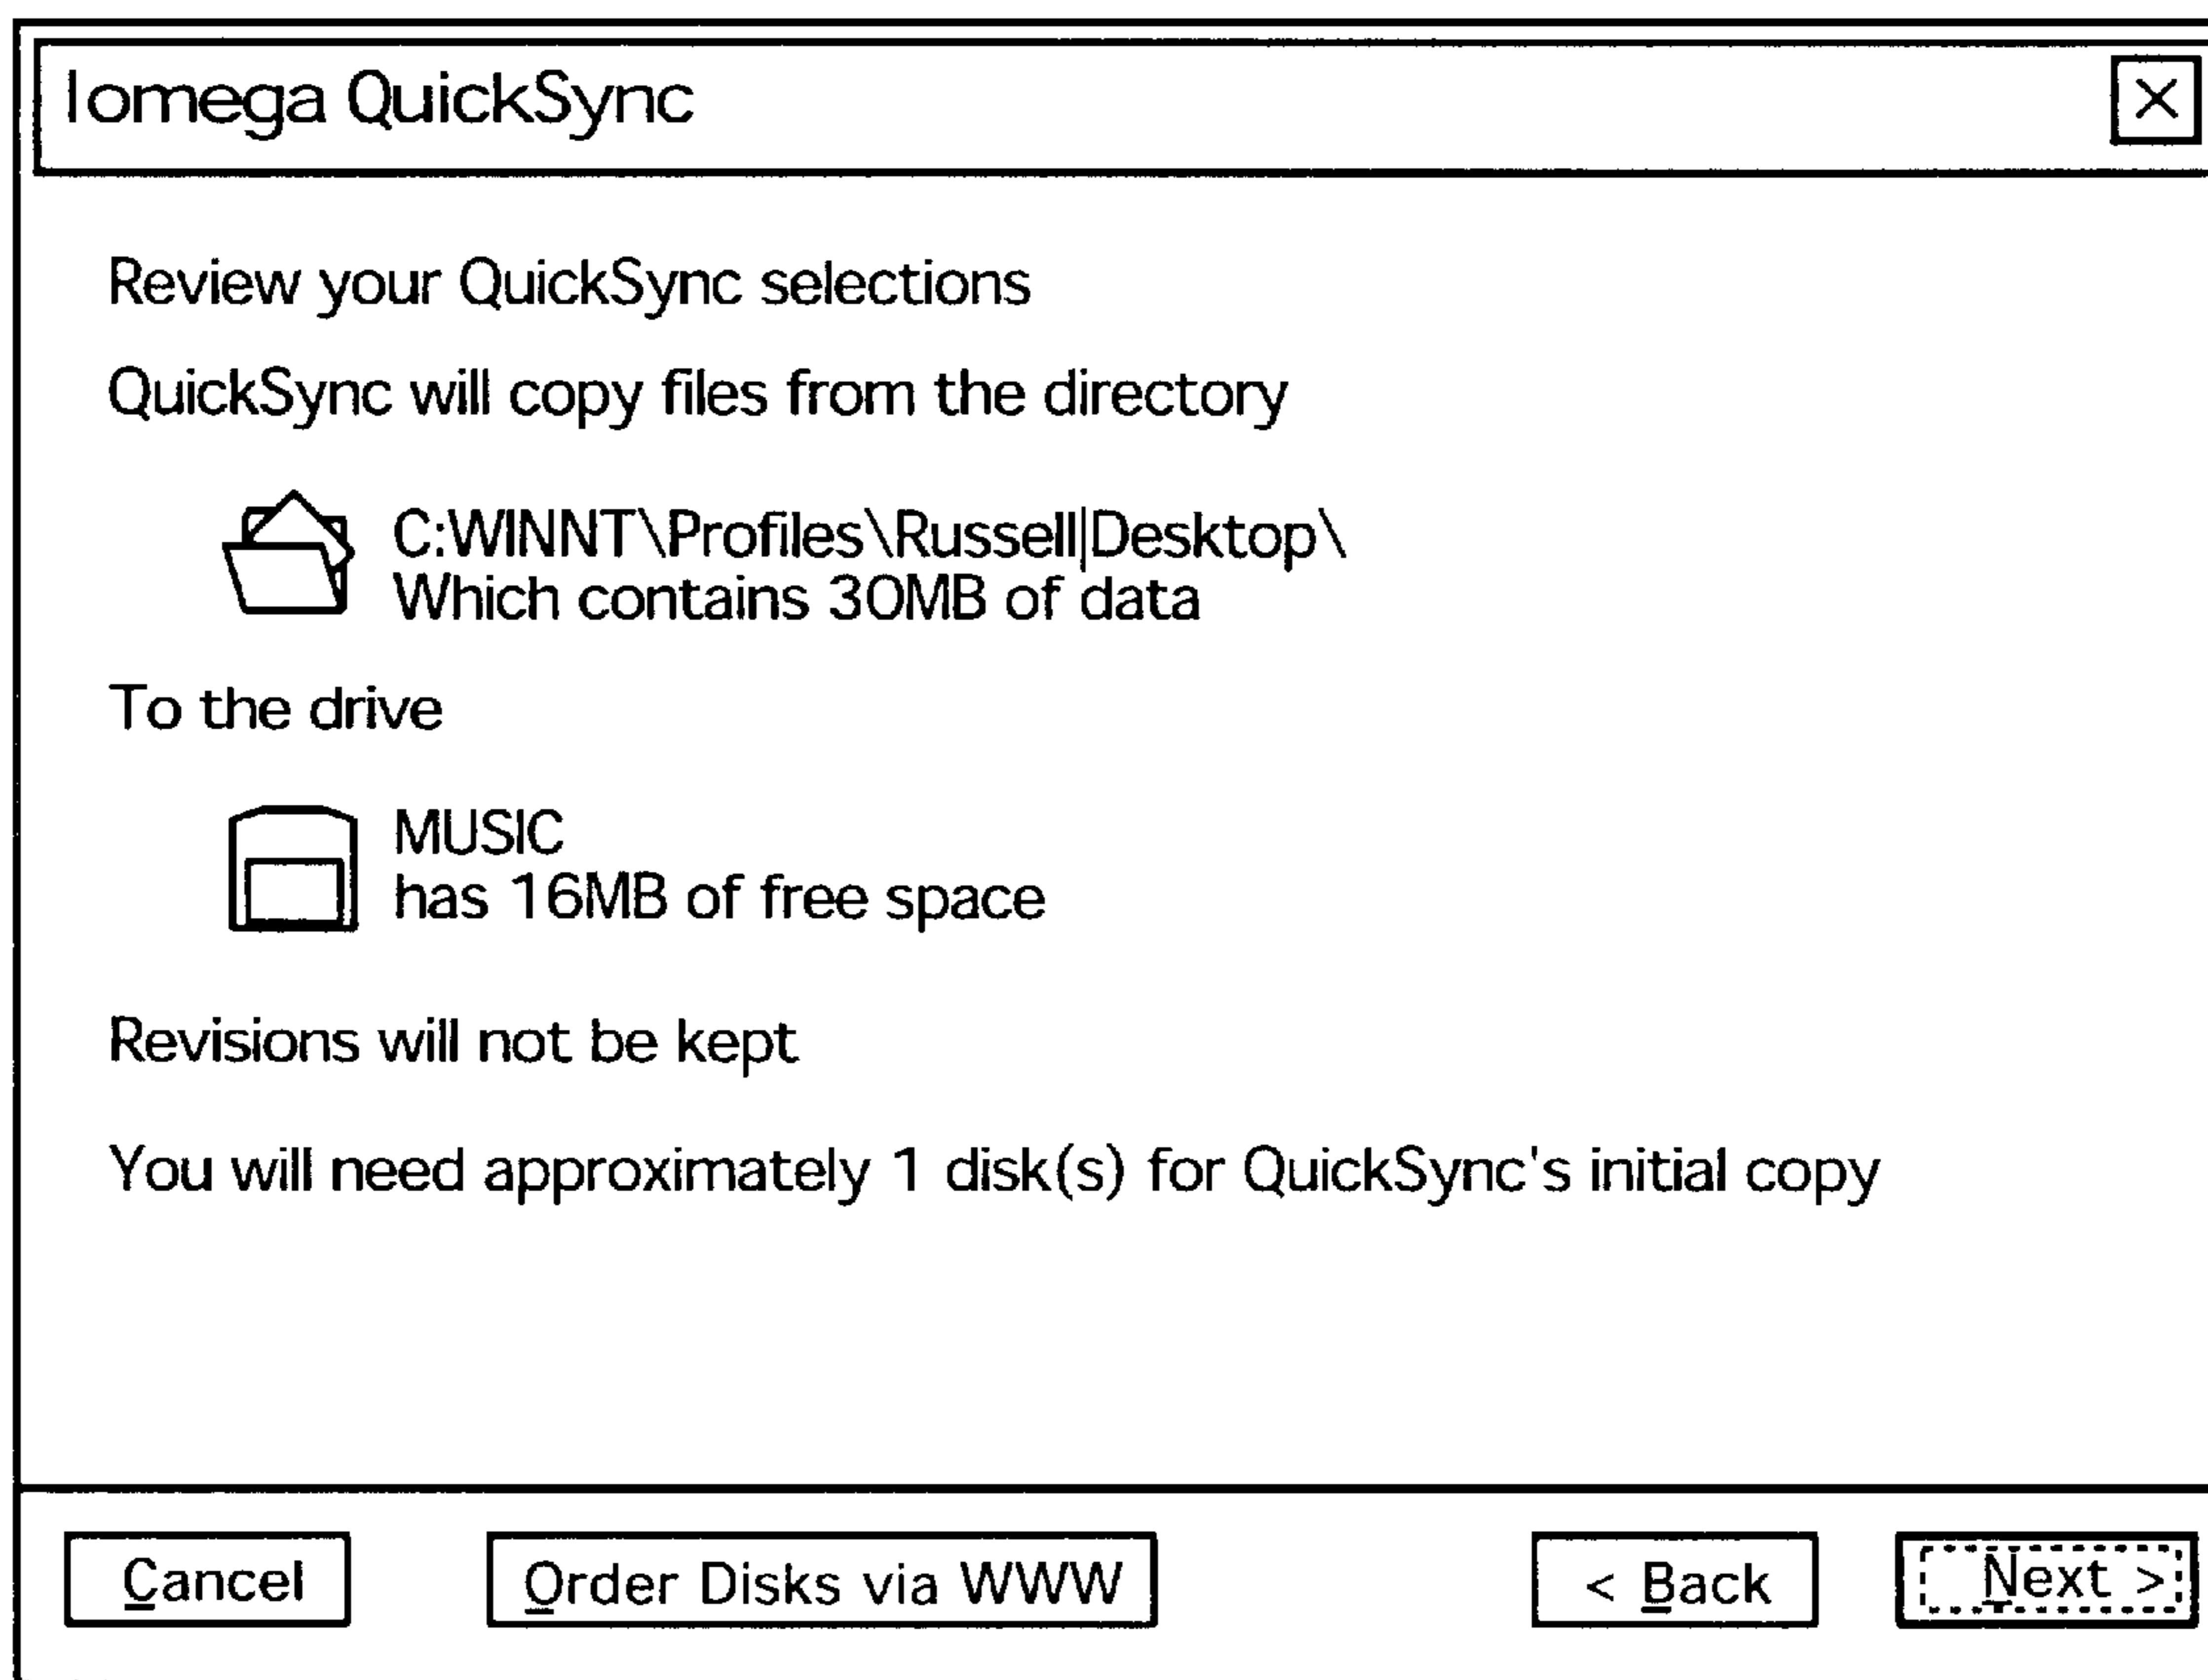 Iomega QuickSync
X
Review your QuickSync selections
QuickSync will copy files from the directory
C:WINNT\Profiles\Russell|Desktop\
Which contains 30MB of data
To the drive
MUSIC
has 16MB of free space
Revisions will not be kept
You will need approximately 1 disk(s) for QuickSync's initial copy
Cancel
Order Disks via WWW
< Back
Next >